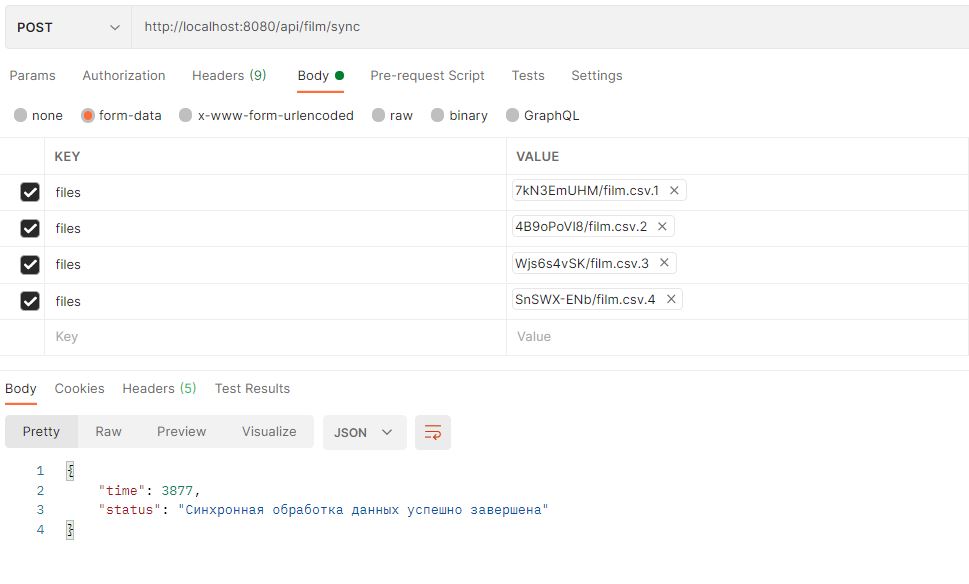 POST http://localhost:8080/api/film/sync
Params Authorization Headers (9) Body Pre-request Script Tests Settings
none form-data x-www-form-urlencoded raw binary GraphQL
KEY VALUE
files 7kN3EmUHM/film.csv.1
files 4B9oPoVI8/film.csv.2
files Wjs6s4vSK/film.csv.3
files SnSWX-ENb/film.csv.4
Key Value
Body Cookies Headers (5) Test Results
Pretty Raw Preview Visualize JSON
1 {
2 "time": 3877,
3 "status": "Синхронная обработка данных успешно завершена"
4 }